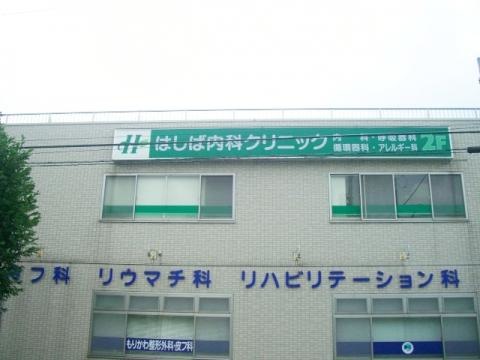 H はしば内科クリニック 内科・呼吸器科
循環器科・アレルギー科 2F
皮フ科 リウマチ科 リハビリテーション科
もりかわ整形外科・皮フ科